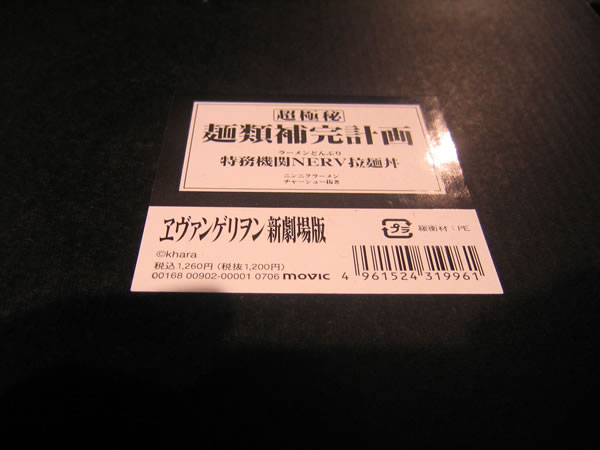 超極秘
麺類補完計画
ラーメンどんぶり
特務機関NERV拉麺丼
ニンニクラーメン
チャーシュー抜き
ヱヴァンゲリヲン新劇場版
プラ
緩衝材：PE
©khara
税込1,260円（税抜1,200円）
00168 00902-00001 0706 movic
4 961524 319961